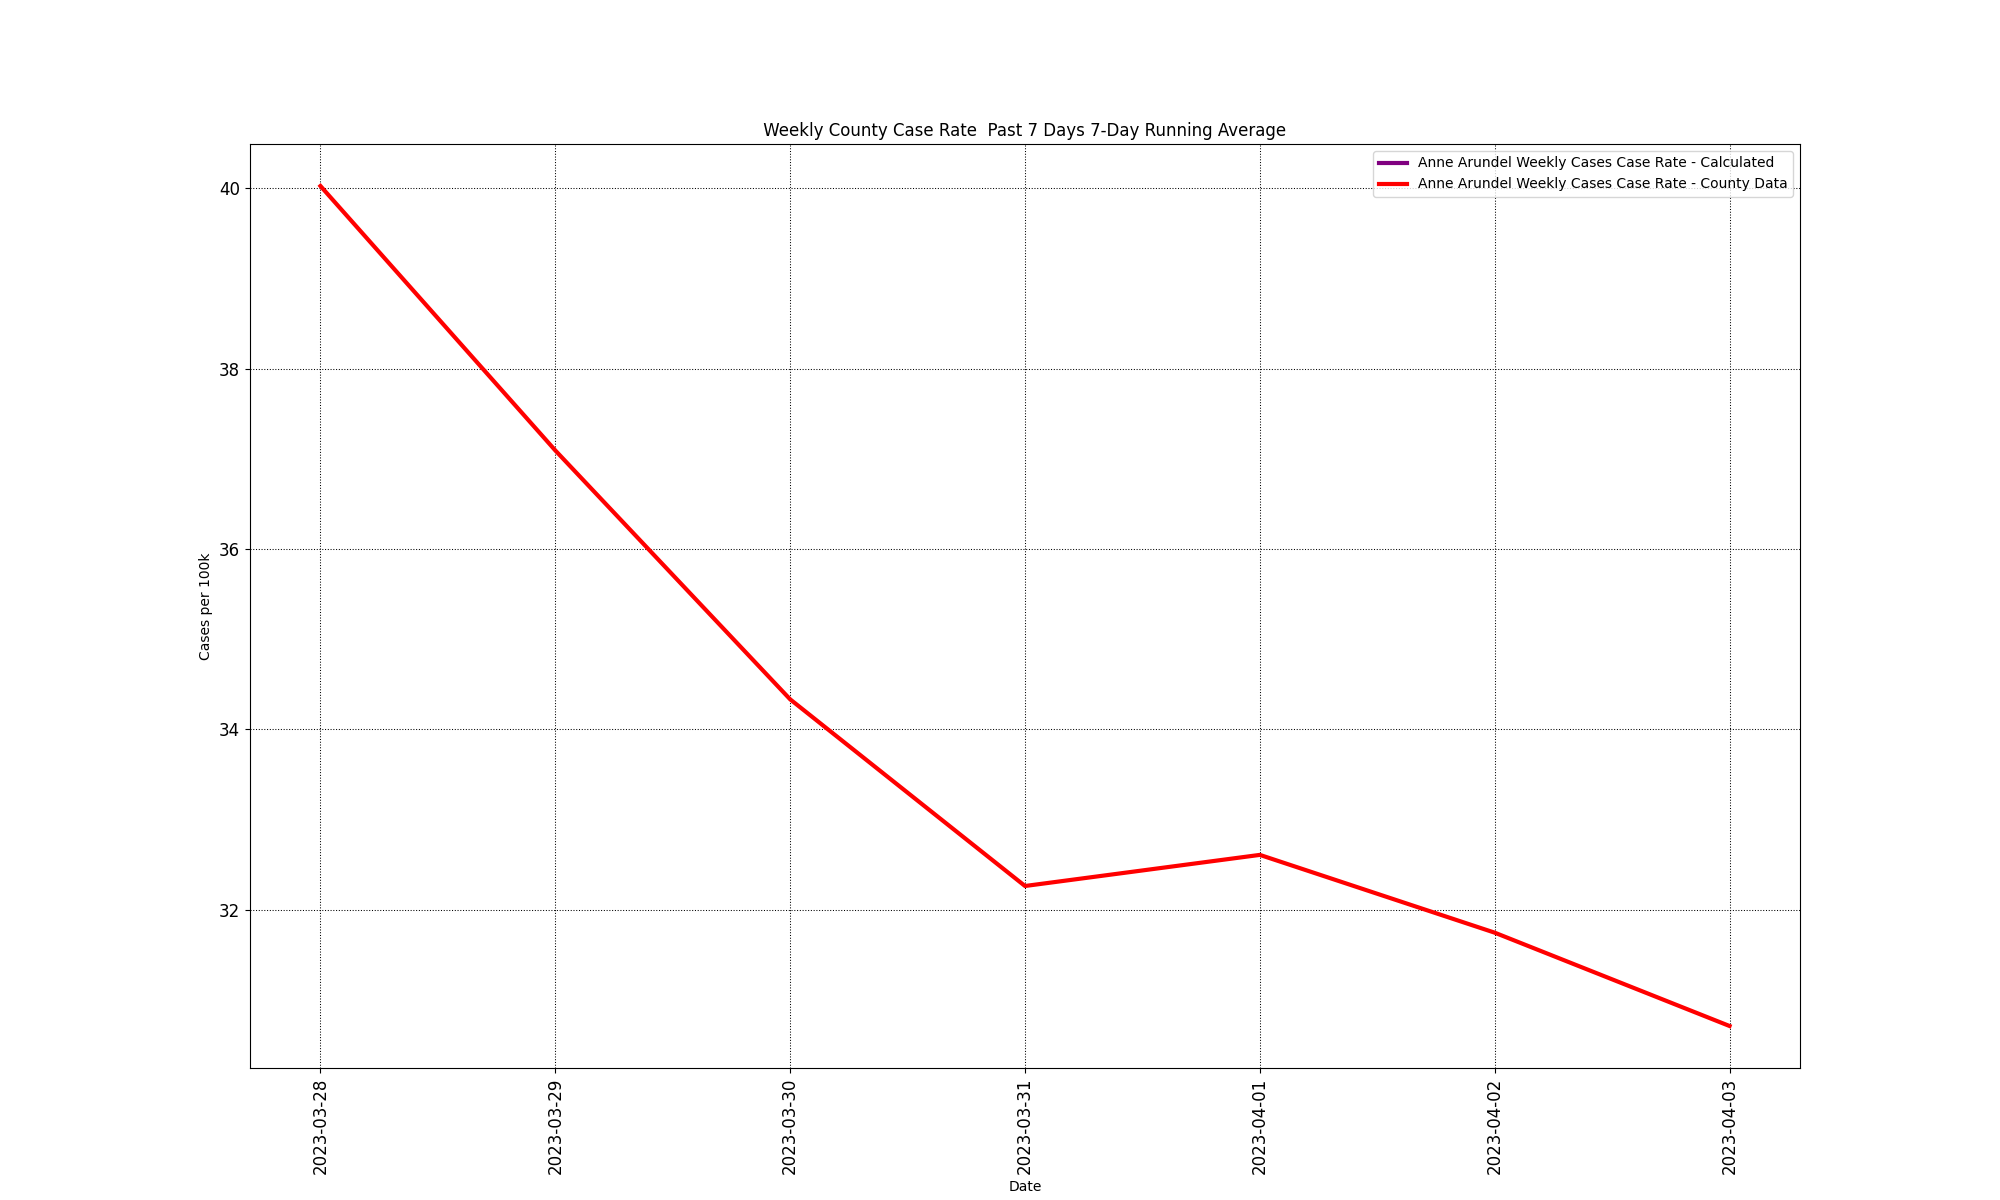 Weekly County Case Rate  Past 7 Days 7-Day Running Average
Anne Arundel Weekly Cases Case Rate - Calculated
Anne Arundel Weekly Cases Case Rate - County Data
40
38
36
34
32
Cases per 100k
2023-03-28
2023-03-29
2023-03-30
2023-03-31
2023-04-01
2023-04-02
2023-04-03
Date